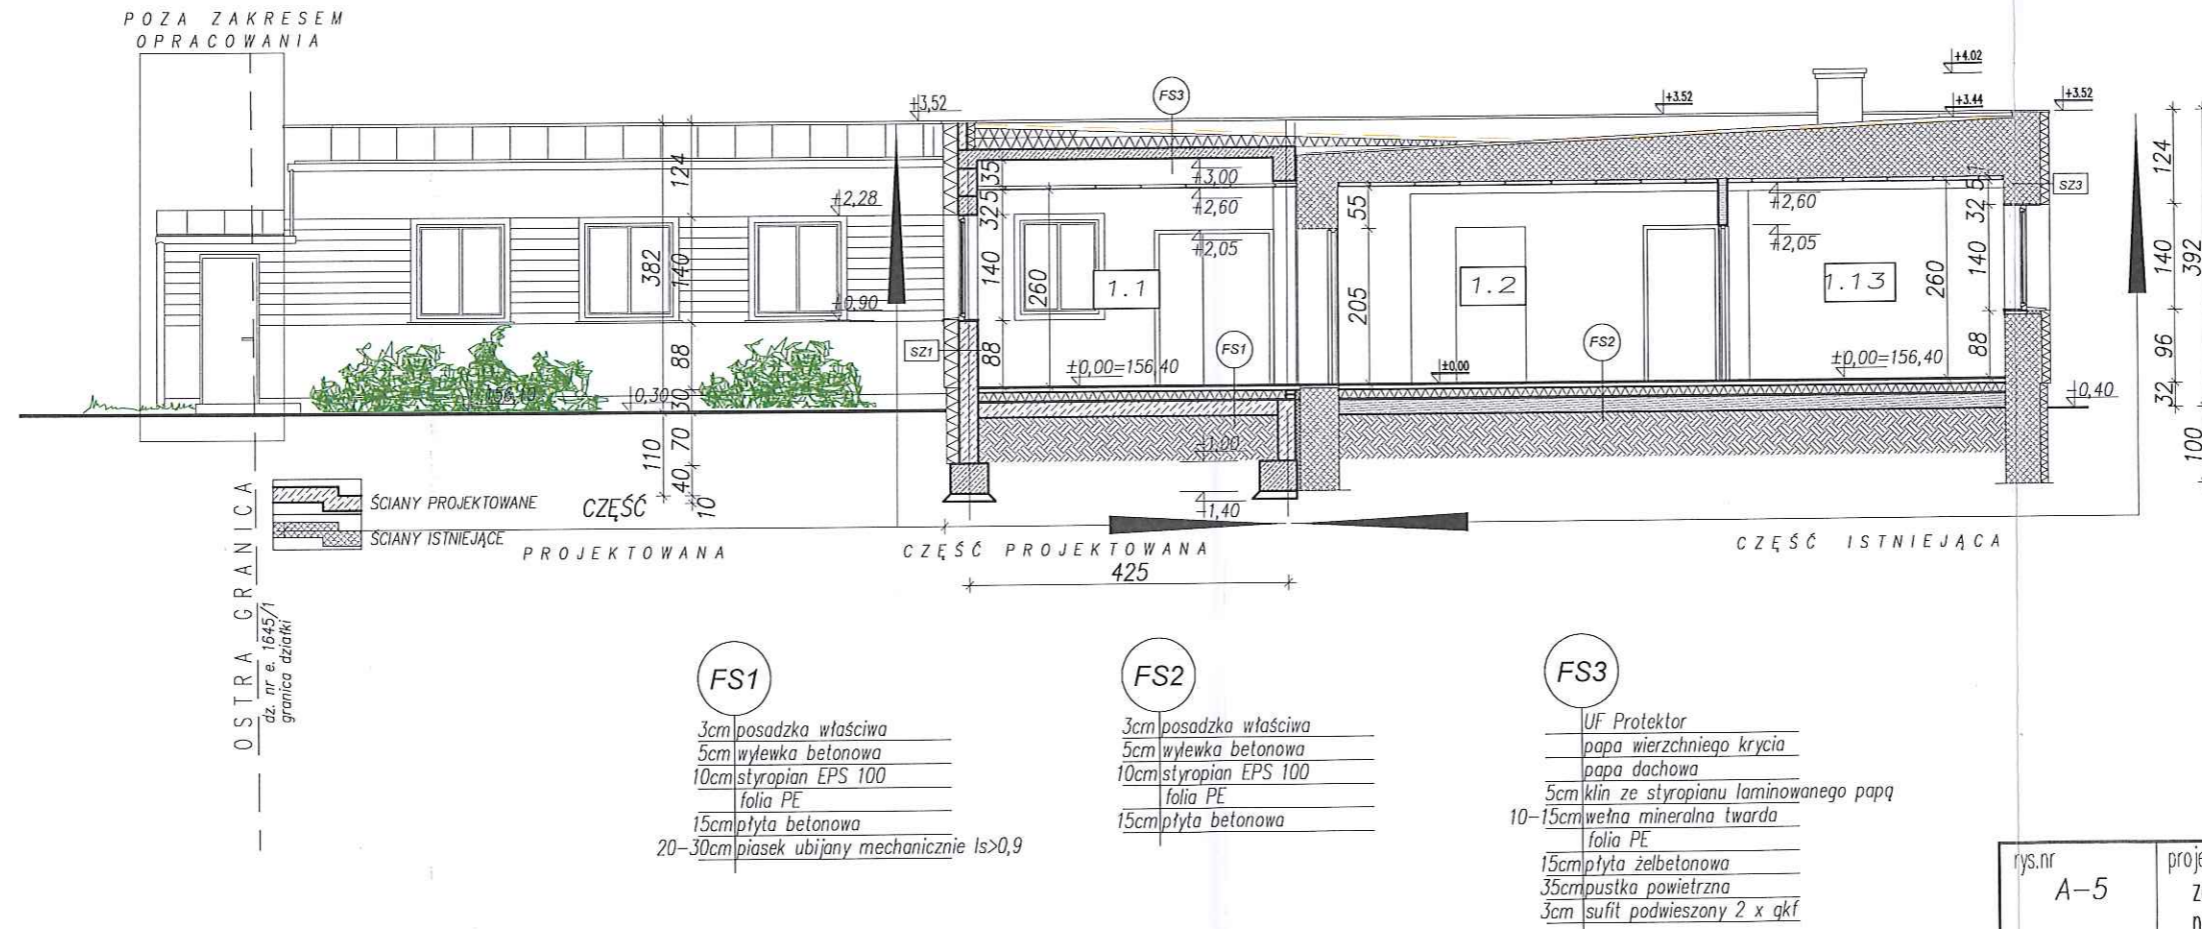 POZA ZAKRESEM
OPRACOWANIA
+3,52
FS3
+3.52
+4.02
+3.44
+3.52
124
35
+3,00
325
+2,28
+2,60
+2,05
55
+2,60
+2,05
325
SZ3
124
382
140
140
260
1.1
205
1.2
1.13
260
140
140
392
+0,90
88
SZ1
88
FS1
FS2
±0,00=156,40
±0,00
±0,00=156,40
88
96
0,30
30
0,40
32
110
70
40
10
-1,00
-1,40
100
ŚCIANY PROJEKTOWANE
ŚCIANY ISTNIEJĄCE
CZĘŚĆ
PROJEKTOWANA
CZĘŚĆ PROJEKTOWANA
CZĘŚĆ ISTNIEJĄCA
425
OSTRA GRANICA
dz. nr e. 1645/1
granica działki
FS1
3cm posadzka właściwa
5cm wylewka betonowa
10cm styropian EPS 100
folia PE
15cm płyta betonowa
20-30cm piasek ubijany mechanicznie Is>0,9
FS2
3cm posadzka właściwa
5cm wylewka betonowa
10cm styropian EPS 100
folia PE
15cm płyta betonowa
FS3
UF Protektor
papa wierzchniego krycia
papa dachowa
5cm klin ze styropianu laminowanego papą
10-15cm wełna mineralna twarda
folia PE
15cm płyta żelbetonowa
35cm pustka powietrzna
3cm sufit podwieszony 2 x gkf
rys.nr
A-5